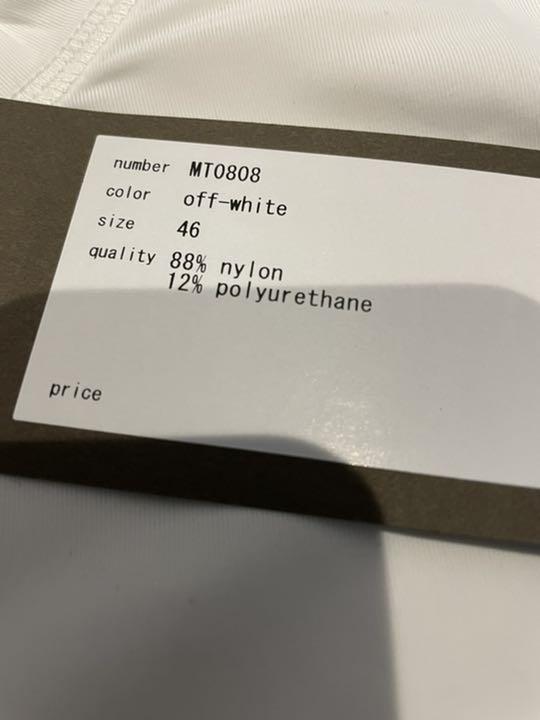 number MT0808
color off-white
size 46
quality 88% nylon
12% polyurethane
price